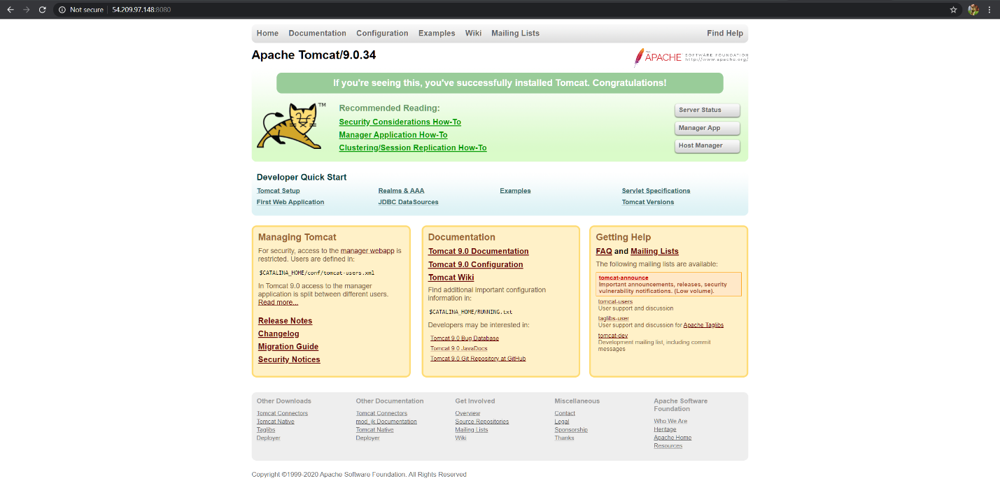 Not secure 54.209.97.148:8080
Home Documentation Configuration Examples Wiki Mailing Lists Find Help
Apache Tomcat/9.0.34
THE APACHE SOFTWARE FOUNDATION
http://www.apache.org/
If you're seeing this, you've successfully installed Tomcat. Congratulations!
TM
Recommended Reading:
Security Considerations How-To
Manager Application How-To
Clustering/Session Replication How-To
Server Status
Manager App
Host Manager
Developer Quick Start
Tomcat Setup
First Web Application
Realms & AAA
JDBC DataSources
Examples
Servlet Specifications
Tomcat Versions
Managing Tomcat
For security, access to the manager webapp is
restricted. Users are defined in:
$CATALINA_HOME/conf/tomcat-users.xml
In Tomcat 9.0 access to the manager
application is split between different users.
Read more...
Release Notes
Changelog
Migration Guide
Security Notices
Documentation
Tomcat 9.0 Documentation
Tomcat 9.0 Configuration
Tomcat Wiki
Find additional important configuration
information in:
$CATALINA_HOME/RUNNING.txt
Developers may be interested in:
Tomcat 9.0 Bug Database
Tomcat 9.0 JavaDocs
Tomcat 9.0 Git Repository at GitHub
Getting Help
FAQ and Mailing Lists
The following mailing lists are available:
tomcat-announce
Important announcements, releases, security
vulnerability notifications. (Low volume).
tomcat-users
User support and discussion
taglibs-user
User support and discussion for Apache Taglibs
tomcat-dev
Development mailing list, including commit
messages
Other Downloads
Tomcat Connectors
Tomcat Native
Taglibs
Deployer
Other Documentation
Tomcat Connectors
mod_jk Documentation
Tomcat Native
Deployer
Get Involved
Overview
Source Repositories
Mailing Lists
Wiki
Miscellaneous
Contact
Legal
Sponsorship
Thanks
Apache Software
Foundation
Who We Are
Heritage
Apache Home
Resources
Copyright ©1999-2020 Apache Software Foundation. All Rights Reserved